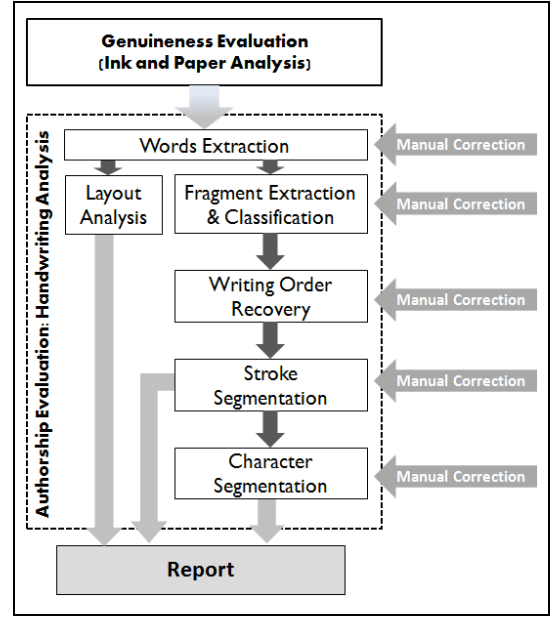 Genuineness Evaluation
(Ink and Paper Analysis)
Authorship Evaluation: Handwriting Analysis
Words Extraction
Manual Correction
Layout
Analysis
Fragment Extraction
& Classification
Manual Correction
Writing Order
Recovery
Manual Correction
Stroke
Segmentation
Manual Correction
Character
Segmentation
Manual Correction
Report